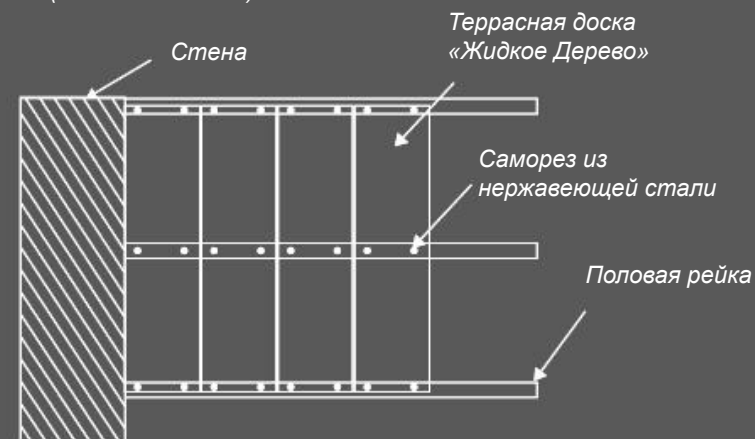 Террасная доска
«Жидкое Дерево»
Стена
Саморез из
нержавеющей стали
Половая рейка